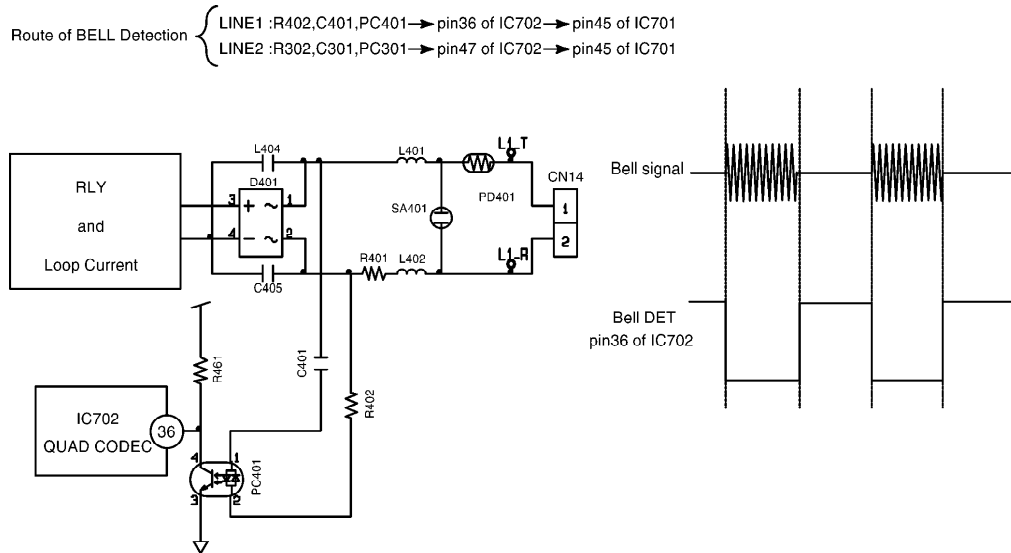 Route of BELL Detection
LINE1 :R402,C401,PC401→pin36 of IC702→pin45 of IC701
LINE2 :R302,C301,PC301→pin47 of IC702→pin45 of IC701
RLY
and
Loop Current
L404
D401
3 + ~ 1
4 − ~ 2
C405
L401
L1_T
PD401
CN14
1
2
SA401
R401
L402
L1_R
Bell signal
Bell DET
pin36 of IC702
R461
C401
R402
IC702
QUAD CODEC
36
4
1
PC401
3
2